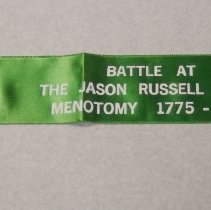 BATTLE AT
THE JASON RUSSELL
MENOTOMY 1775 -